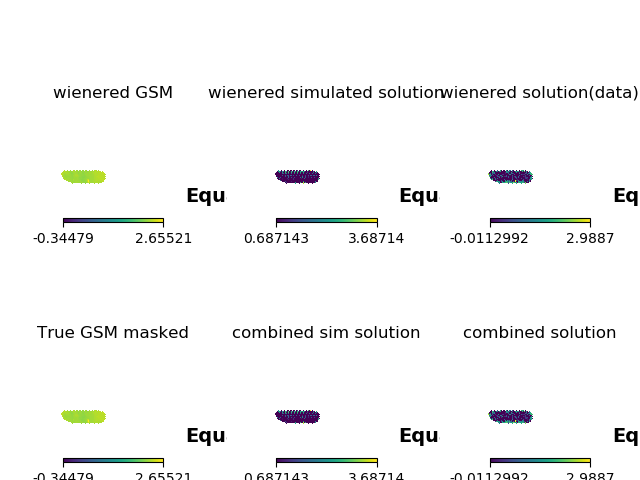 wienered GSM wienered simulated solution wienered solution(data)
Equ Equ Eq
-0.34479 2.65521 0.687143 3.68714 -0.0112992 2.9887
True GSM masked combined sim solution combined solution
Equ Equ Eq
-0.34479 2.65521 0.687143 3.68714 -0.0112992 2.9887